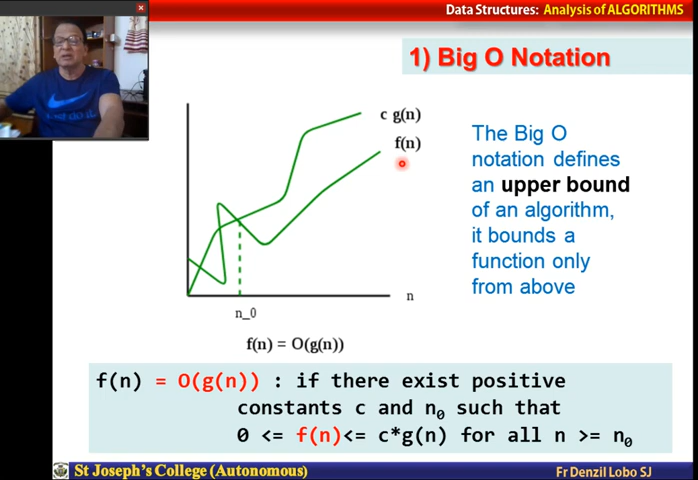 Data Structures: Analysis of ALGORITHMS
1) Big O Notation
c g(n)
f(n)
The Big O
notation defines
an upper bound
of an algorithm,
it bounds a
function only
from above
n
n_0
f(n) = O(g(n))
f(n) = O(g(n)) : if there exist positive
constants c and n₀ such that
0 <= f(n)<= c*g(n) for all n >= n₀
St Joseph's College (Autonomous)
Fr Denzil Lobo SJ